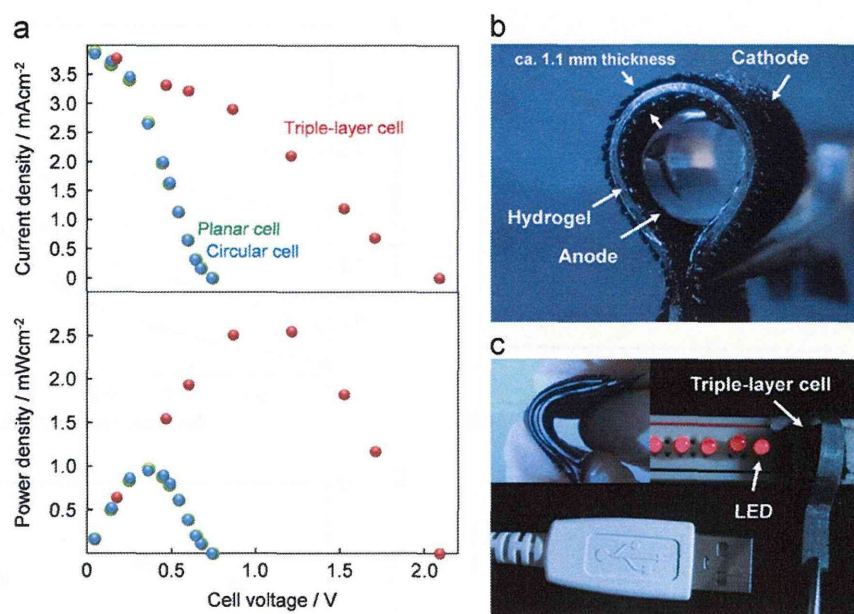 a
Current density / mAcm-2
3.5
3.0
2.5
2.0
1.5
1.0
0.5
0
Triple-layer cell
Planar cell
Circular cell
Power density / mWcm-2
2.5
2.0
1.5
1.0
0.5
0 0.5 1.0 1.5 2.0
Cell voltage / V
b
ca. 1.1 mm thickness
Cathode
Hydrogel
Anode
c
Triple-layer cell
LED